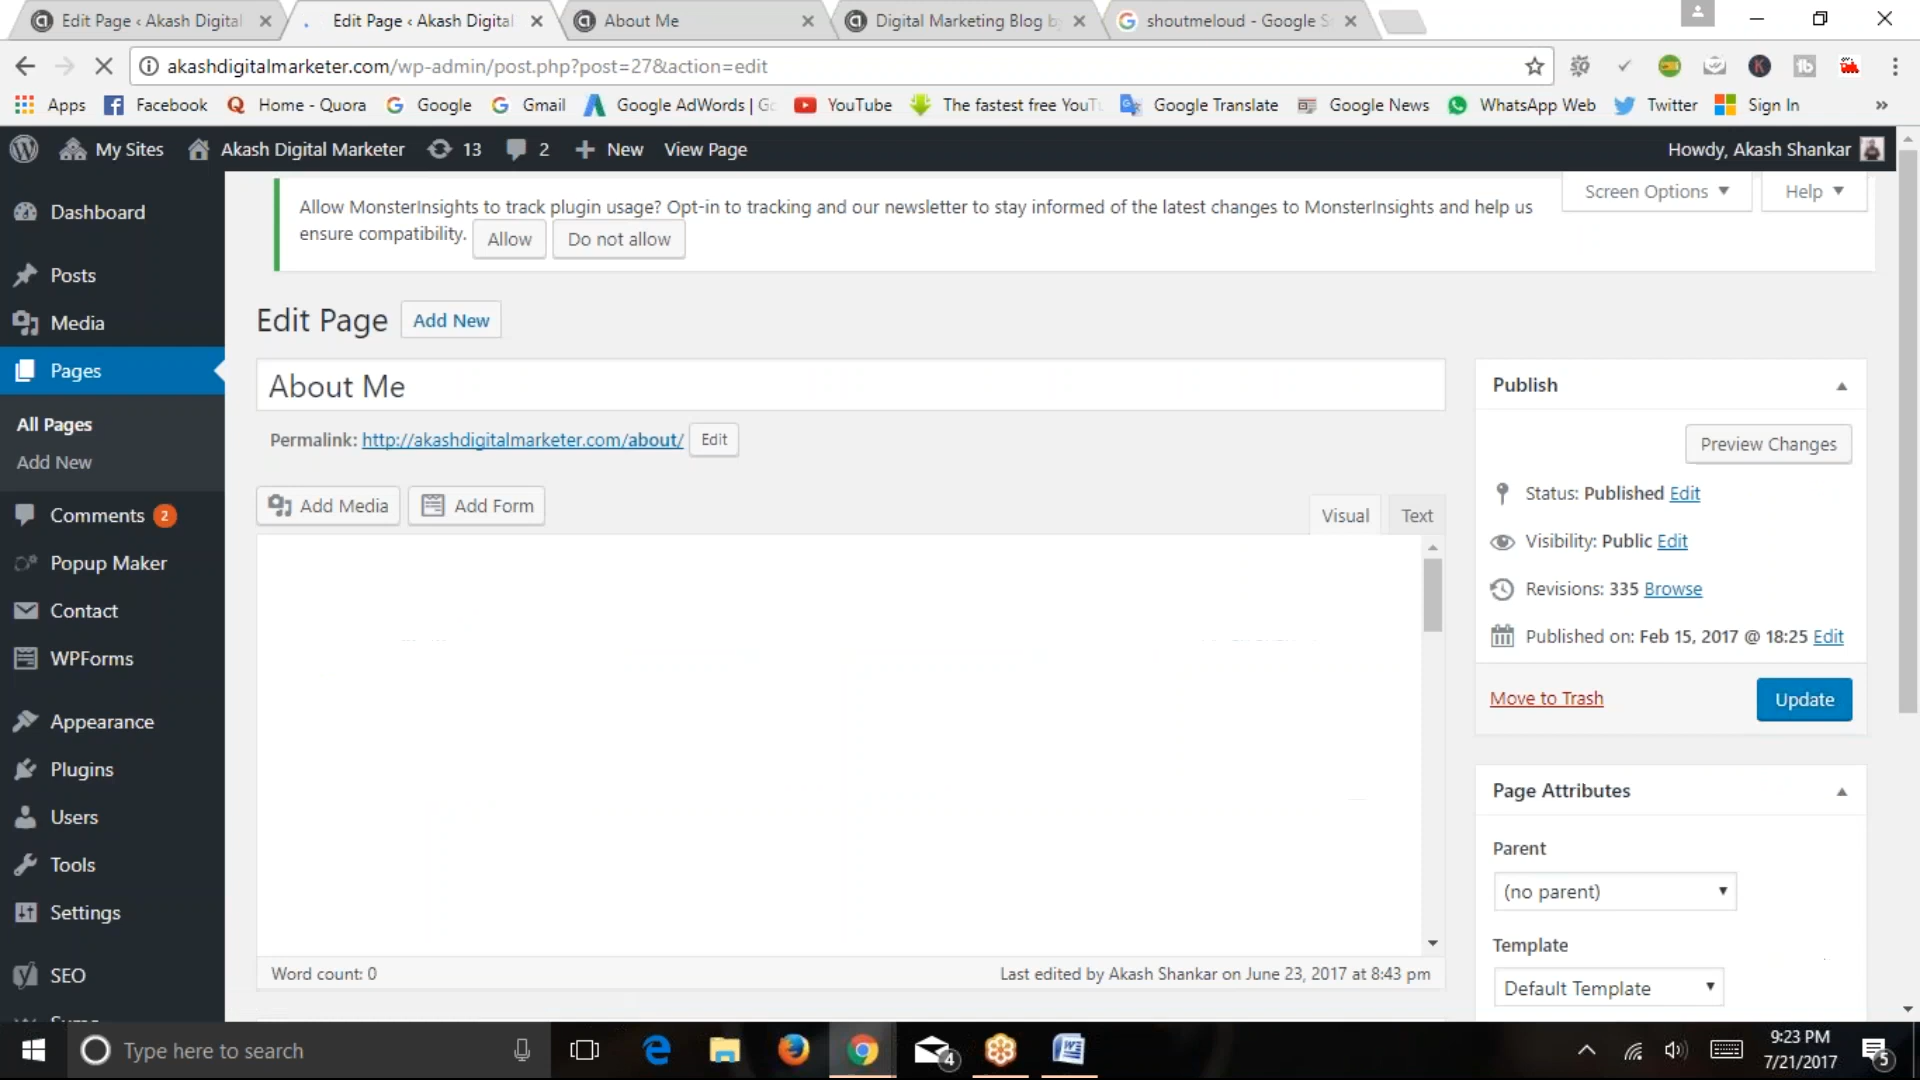 Edit Page ‹ Akash Digital
Edit Page ‹ Akash Digital
About Me
Digital Marketing Blog by
shoutmeloud - Google S
akashdigitalmarketer.com/wp-admin/post.php?post=27&action=edit
Apps
Facebook
Home - Quora
Google
Gmail
Google AdWords | Go
YouTube
The fastest free YouT
Google Translate
Google News
WhatsApp Web
Twitter
Sign In
»
My Sites
Akash Digital Marketer
13
2
New
View Page
Howdy, Akash Shankar
Screen Options
Help
Allow MonsterInsights to track plugin usage? Opt-in to tracking and our newsletter to stay informed of the latest changes to MonsterInsights and help us
ensure compatibility. Allow Do not allow
Dashboard
Posts
Media
Pages
All Pages
Add New
Comments 2
Popup Maker
Contact
WPForms
Appearance
Plugins
Users
Tools
Settings
SEO
Edit Page Add New
About Me
Permalink: http://akashdigitalmarketer.com/about/ Edit
Add Media Add Form
Visual Text
Word count: 0
Last edited by Akash Shankar on June 23, 2017 at 8:43 pm
Publish
Preview Changes
Status: Published Edit
Visibility: Public Edit
Revisions: 335 Browse
Published on: Feb 15, 2017 @ 18:25 Edit
Move to Trash
Update
Page Attributes
Parent
(no parent)
Template
Default Template
Type here to search
4
9:23 PM
7/21/2017
5